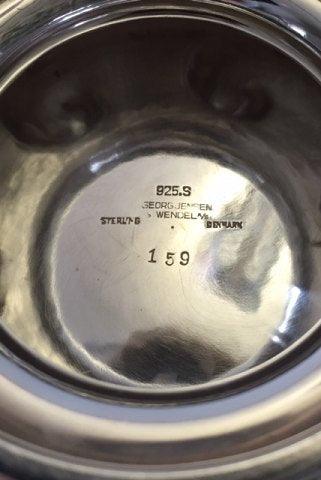 925.S
GEORG JENSEN
& WENDEL A/S
STERLING DENMARK
159